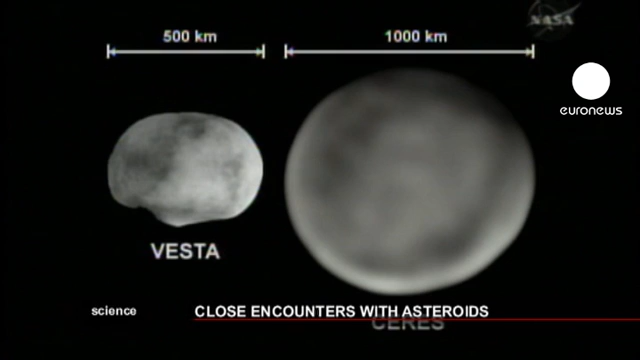 NASA
500 km
1000 km
euronews
VESTA
science
CLOSE ENCOUNTERS WITH ASTEROIDS
CERES